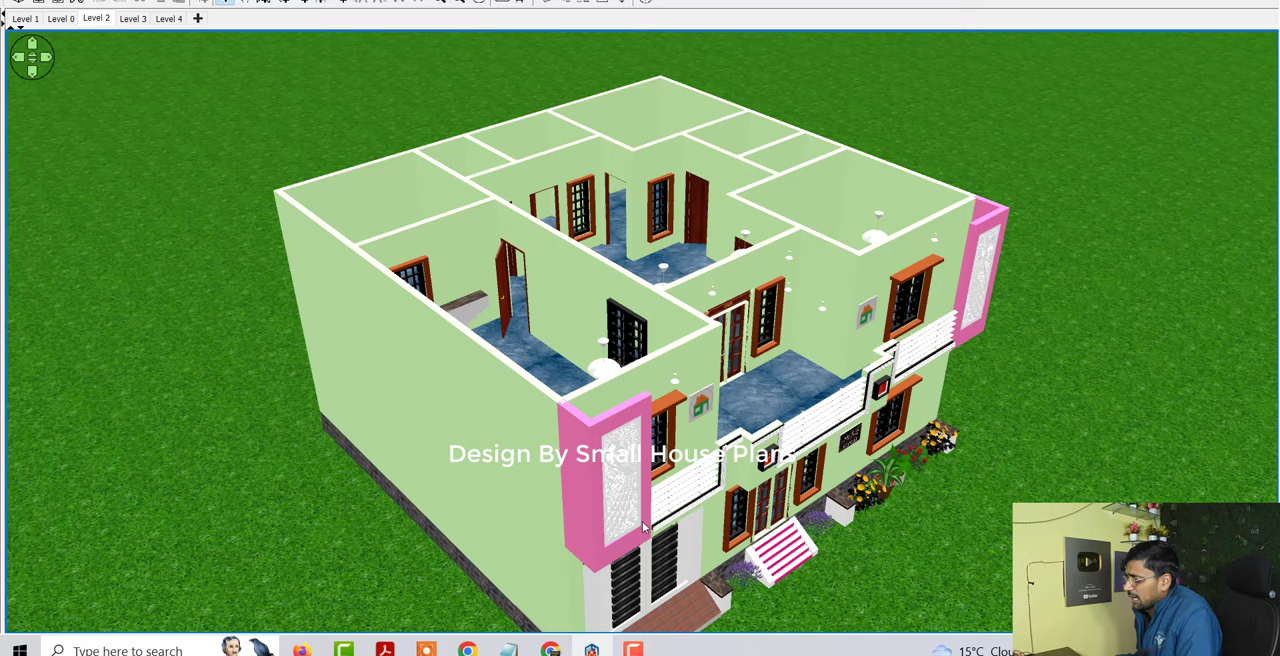 Level 1 Level 0 Level 2 Level 3 Level 4
Design By Small House Plans
Type here to search
15°C Clou